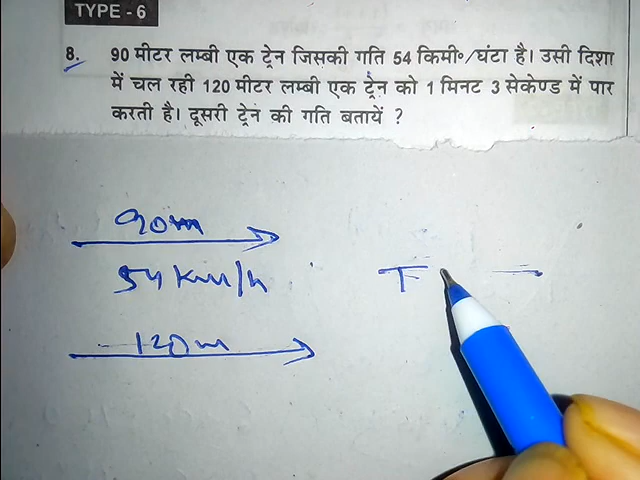 TYPE - 6
8. 90 मीटर लम्बी एक ट्रेन जिसकी गति 54 किमी०/घंटा है। उसी दिशा
में चल रही 120 मीटर लम्बी एक ट्रेन को 1 मिनट 3 सेकेण्ड में पार
करती है। दूसरी ट्रेन की गति बतायें ?
90m
54 Km/h
T
120m